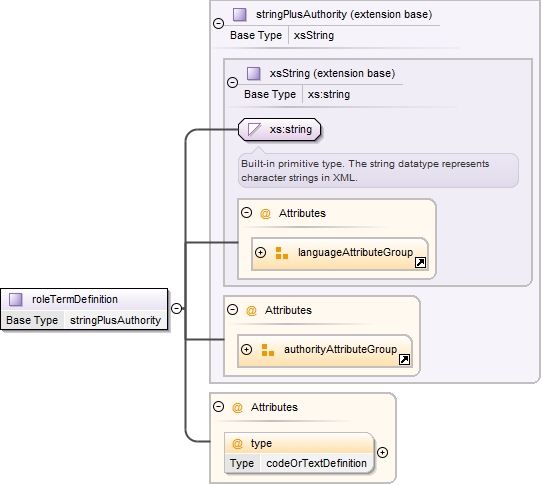 stringPlusAuthority (extension base)
Base Type xsString
xsString (extension base)
Base Type xs:string
xs:string
Built-in primitive type. The string datatype represents
character strings in XML.
@ Attributes
languageAttributeGroup
roleTermDefinition
Base Type stringPlusAuthority
@ Attributes
authorityAttributeGroup
@ Attributes
@ type
Type codeOrTextDefinition